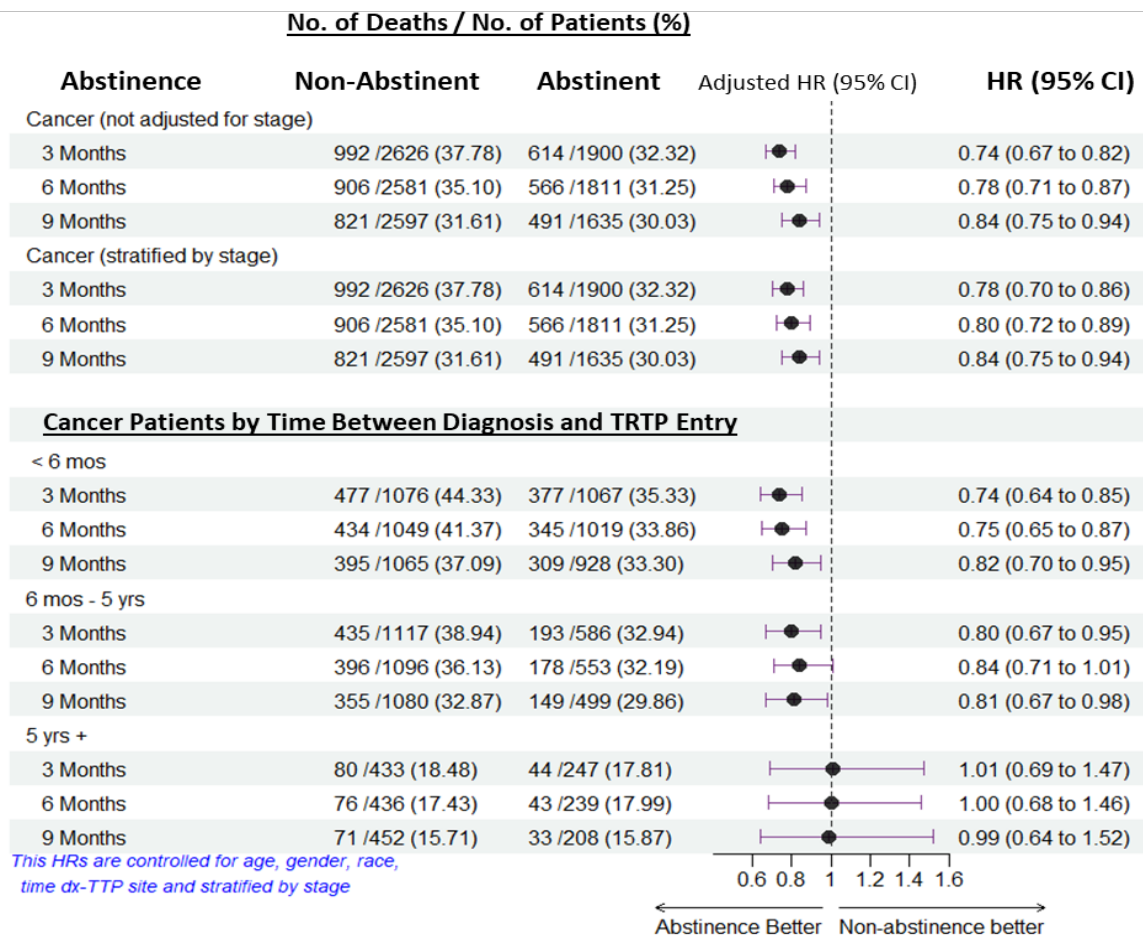 No. of Deaths / No. of Patients (%)
Abstinence Non-Abstinent Abstinent Adjusted HR (95% CI) HR (95% CI)
Cancer (not adjusted for stage)
3 Months 992 /2626 (37.78) 614 /1900 (32.32) 0.74 (0.67 to 0.82)
6 Months 906 /2581 (35.10) 566 /1811 (31.25) 0.78 (0.71 to 0.87)
9 Months 821 /2597 (31.61) 491 /1635 (30.03) 0.84 (0.75 to 0.94)
Cancer (stratified by stage)
3 Months 992 /2626 (37.78) 614 /1900 (32.32) 0.78 (0.70 to 0.86)
6 Months 906 /2581 (35.10) 566 /1811 (31.25) 0.80 (0.72 to 0.89)
9 Months 821 /2597 (31.61) 491 /1635 (30.03) 0.84 (0.75 to 0.94)
Cancer Patients by Time Between Diagnosis and TRTP Entry
< 6 mos
3 Months 477 /1076 (44.33) 377 /1067 (35.33) 0.74 (0.64 to 0.85)
6 Months 434 /1049 (41.37) 345 /1019 (33.86) 0.75 (0.65 to 0.87)
9 Months 395 /1065 (37.09) 309 /928 (33.30) 0.82 (0.70 to 0.95)
6 mos - 5 yrs
3 Months 435 /1117 (38.94) 193 /586 (32.94) 0.80 (0.67 to 0.95)
6 Months 396 /1096 (36.13) 178 /553 (32.19) 0.84 (0.71 to 1.01)
9 Months 355 /1080 (32.87) 149 /499 (29.86) 0.81 (0.67 to 0.98)
5 yrs +
3 Months 80 /433 (18.48) 44 /247 (17.81) 1.01 (0.69 to 1.47)
6 Months 76 /436 (17.43) 43 /239 (17.99) 1.00 (0.68 to 1.46)
9 Months 71 /452 (15.71) 33 /208 (15.87) 0.99 (0.64 to 1.52)
This HRs are controlled for age, gender, race,
time dx-TTP site and stratified by stage
0.6 0.8 1 1.2 1.4 1.6
Abstinence Better Non-abstinence better